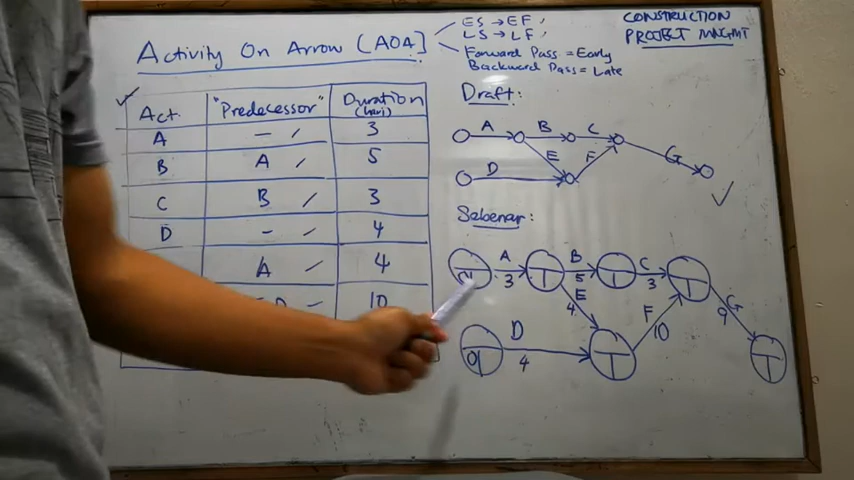 Activity On Arrow (AOA]
ES → EF
LS → LF
Forward Pass = Early
Backward Pass = Late
CONSTRUCTION
PROJECT MNGMT
Act. "Predecessor" Duration
(hari)
A - 3
B A 5
C B 3
D - 4
A 4
10
Draft:
A B C
E F G
D
Sebenar:
A B C
3 5 3
E F G
4 10 9
D
01 4